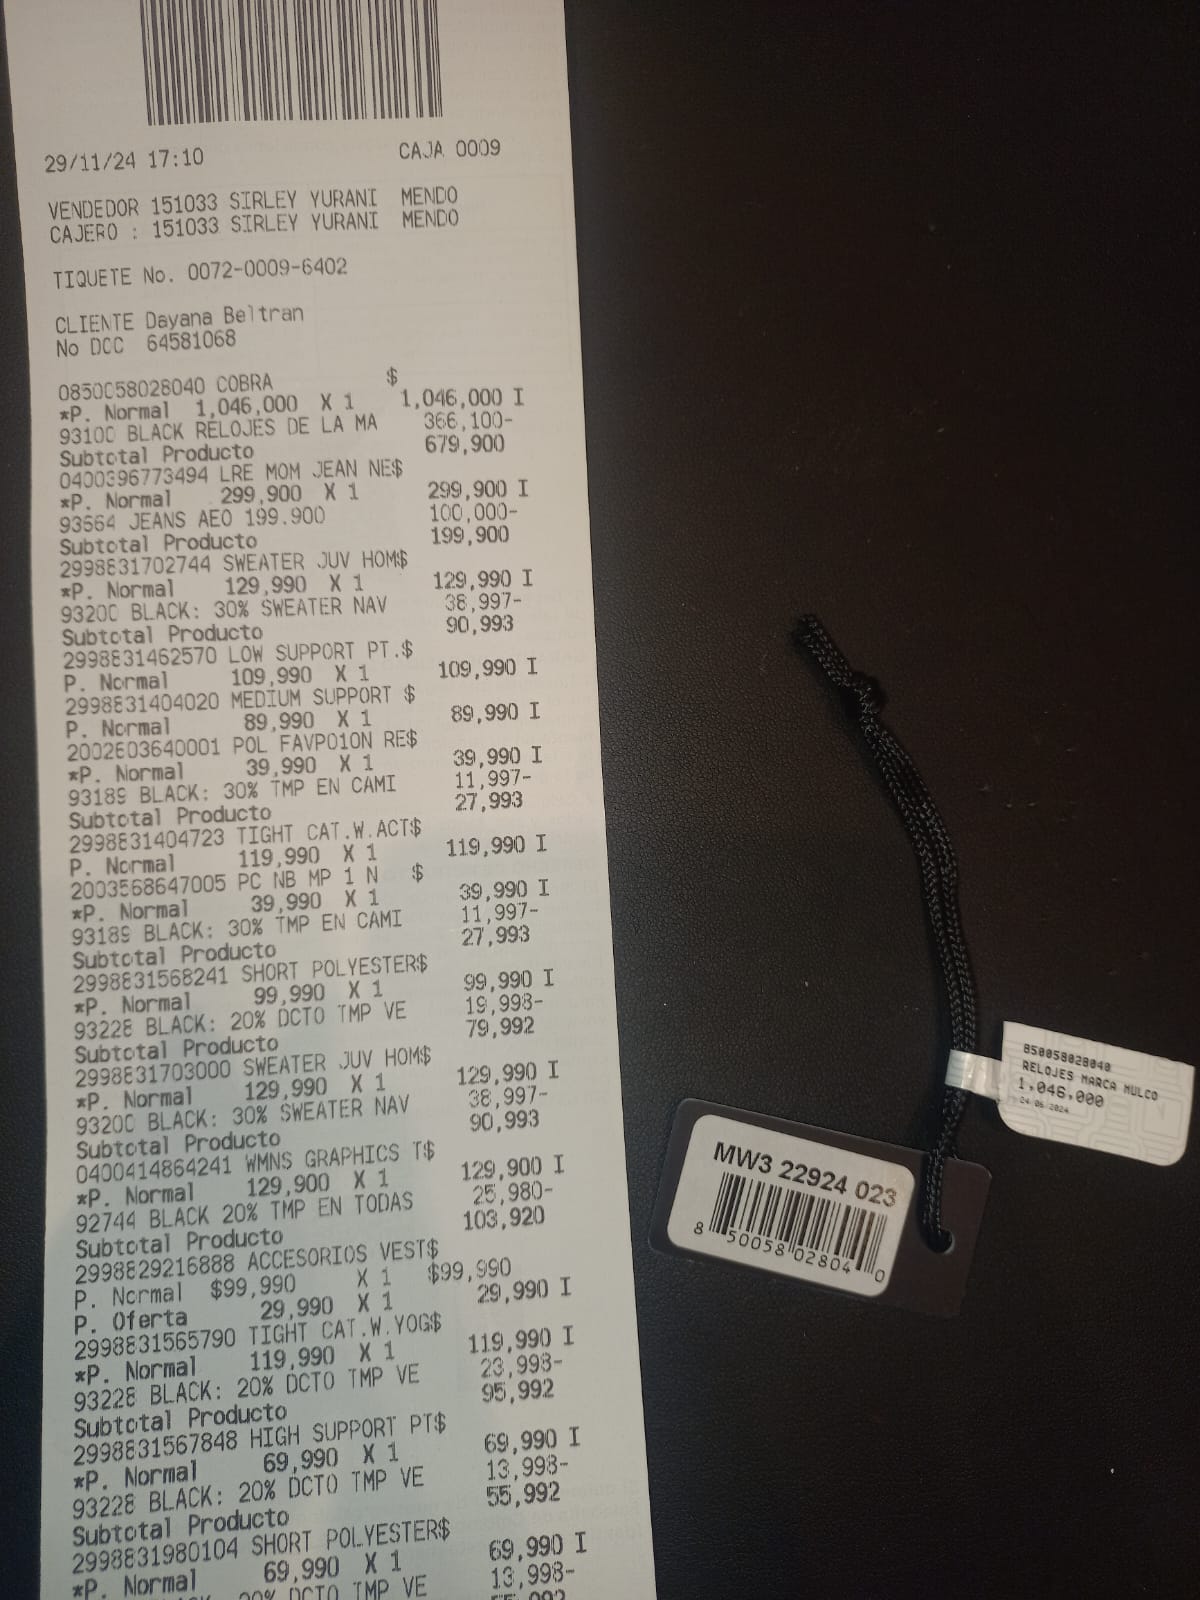 29/11/24 17:10 CAJA 0009
VENDEDOR 151033 SIRLEY YURANI MENDO
CAJERO : 151033 SIRLEY YURANI MENDO
TIQUETE No. 0072-0009-6402
CLIENTE Dayana Beltran
No DCC 64581068
0850058028040 COBRA $
*P. Normal 1,046,000 X 1 1,046,000 I
93100 BLACK RELOJES DE LA MA 366,100-
Subtotal Producto 679,900
0400396773494 LRE MOM JEAN NE$
*P. Normal 299,900 X 1 299,900 I
93564 JEANS AEO 199.900 100,000-
Subtotal Producto 199,900
2998831702744 SWEATER JUV HOM$
*P. Normal 129,990 X 1 129,990 I
93200 BLACK: 30% SWEATER NAV 38,997-
Subtotal Producto 90,993
2998831462570 LOW SUPPORT PT.$
P. Normal 109,990 X 1 109,990 I
2998831404020 MEDIUM SUPPORT $
P. Normal 89,990 X 1 89,990 I
2002603640001 POL FAVPO1ON RE$
*P. Normal 39,990 X 1 39,990 I
93189 BLACK: 30% TMP EN CAMI 11,997-
Subtotal Producto 27,993
2998831404723 TIGHT CAT.W.ACT$
P. Normal 119,990 X 1 119,990 I
2003568647005 PC NB MP 1 N $
*P. Normal 39,990 X 1 39,990 I
93189 BLACK: 30% TMP EN CAMI 11,997-
Subtotal Producto 27,993
2998831568241 SHORT POLYESTER$
*P. Normal 99,990 X 1 99,990 I
93228 BLACK: 20% DCTO TMP VE 19,998-
Subtotal Producto 79,992
2998831703000 SWEATER JUV HOM$
*P. Normal 129,990 X 1 129,990 I
93200 BLACK: 30% SWEATER NAV 38,997-
Subtotal Producto 90,993
0400414864241 WMNS GRAPHICS T$
*P. Normal 129,900 X 1 129,900 I
92744 BLACK 20% TMP EN TODAS 25,980-
Subtotal Producto 103,920
2998829216888 ACCESORIOS VEST$
P. Normal $99,990 X 1 $99,990
P. Oferta 29,990 X 1 29,990 I
2998831565790 TIGHT CAT.W.YOG$
*P. Normal 119,990 X 1 119,990 I
93228 BLACK: 20% DCTO TMP VE 23,998-
Subtotal Producto 95,992
2998831567848 HIGH SUPPORT PT$
*P. Normal 69,990 X 1 69,990 I
93228 BLACK: 20% DCTO TMP VE 13,998-
Subtotal Producto 55,992
2998831980104 SHORT POLYESTER$
*P. Normal 69,990 X 1 69,990 I
20% DCTO TMP VE 13,998-
850058028040
RELOJES MARCA MULCO
1,046,000
24/06/2024
MW3 22924 023
8 50058 02804 0